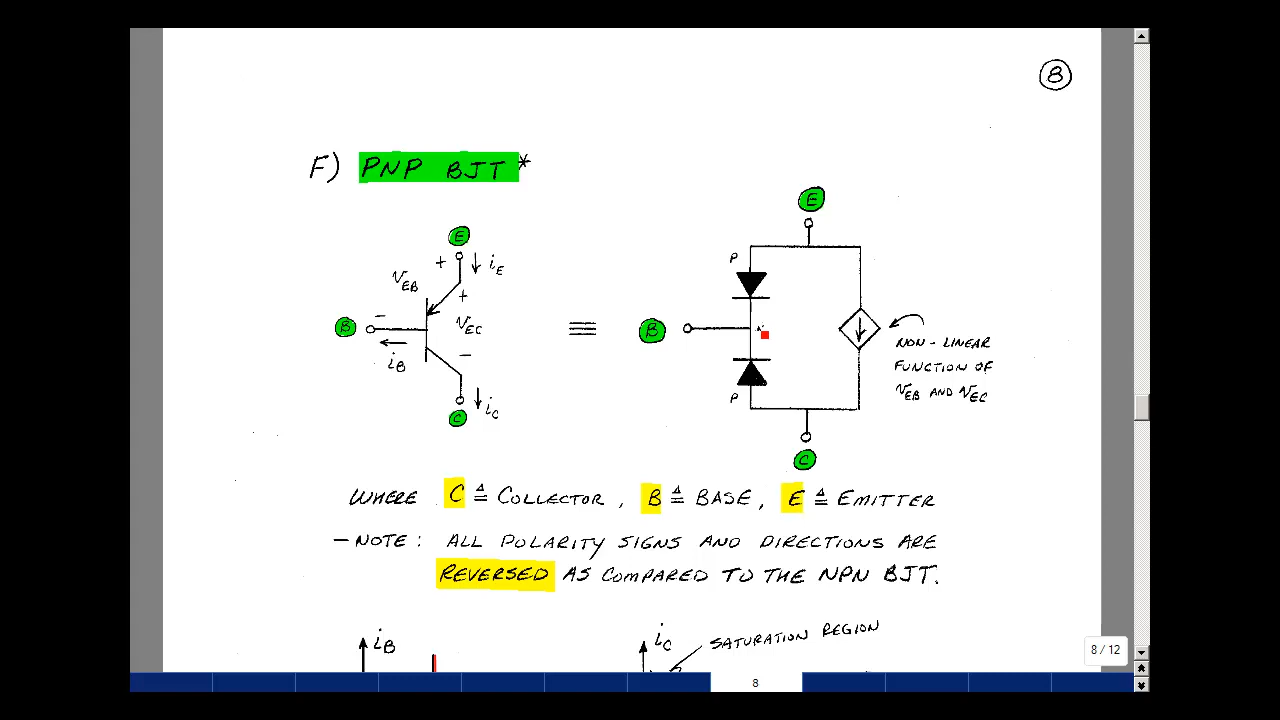 8
F) PNP BJT*
E
+ ↓ iE
VEB
+
B
−
VEC
−
iB
↓ iC
C
≡
E
P
B
P
C
NON-LINEAR
FUNCTION OF
VEB AND VEC
WHERE C ≜ COLLECTOR, B ≜ BASE, E ≜ EMITTER
– NOTE: ALL POLARITY SIGNS AND DIRECTIONS ARE
REVERSED AS COMPARED TO THE NPN BJT.
iB
iC
SATURATION REGION
8 / 12
8